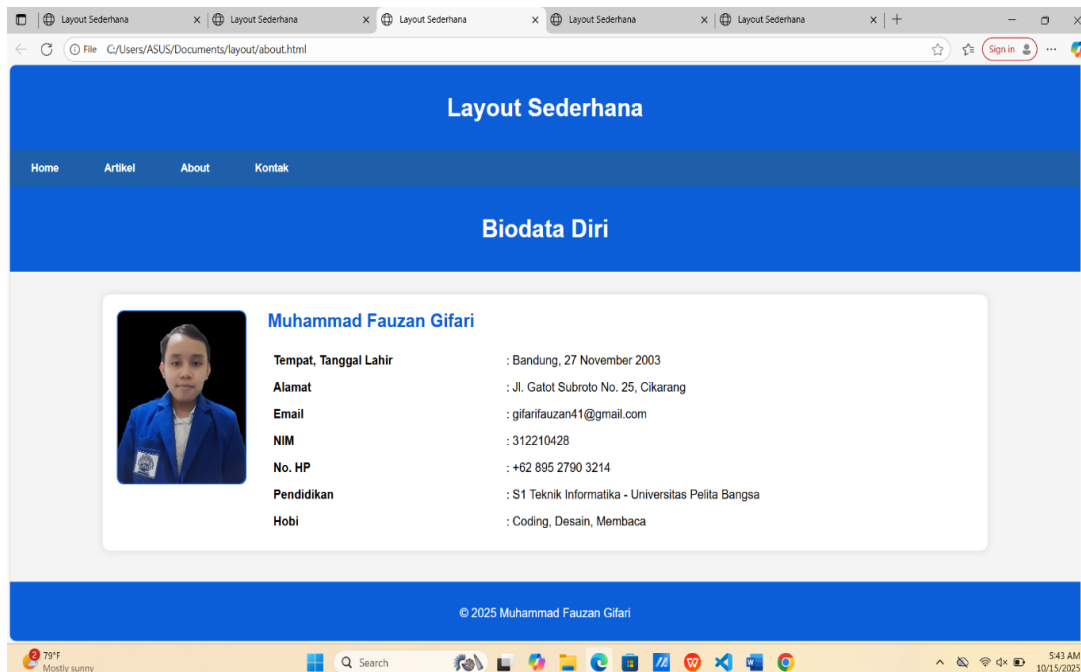 Layout Sederhana Layout Sederhana Layout Sederhana Layout Sederhana Layout Sederhana
File C:/Users/ASUS/Documents/layout/about.html Sign in
Layout Sederhana
Home Artikel About Kontak
Biodata Diri
Muhammad Fauzan Gifari
Tempat, Tanggal Lahir : Bandung, 27 November 2003
Alamat : Jl. Gatot Subroto No. 25, Cikarang
Email : gifarifauzan41@gmail.com
NIM : 312210428
No. HP : +62 895 2790 3214
Pendidikan : S1 Teknik Informatika - Universitas Pelita Bangsa
Hobi : Coding, Desain, Membaca
© 2025 Muhammad Fauzan Gifari
2 79°F Search 5:43 AM
Mostly sunny 10/15/2025